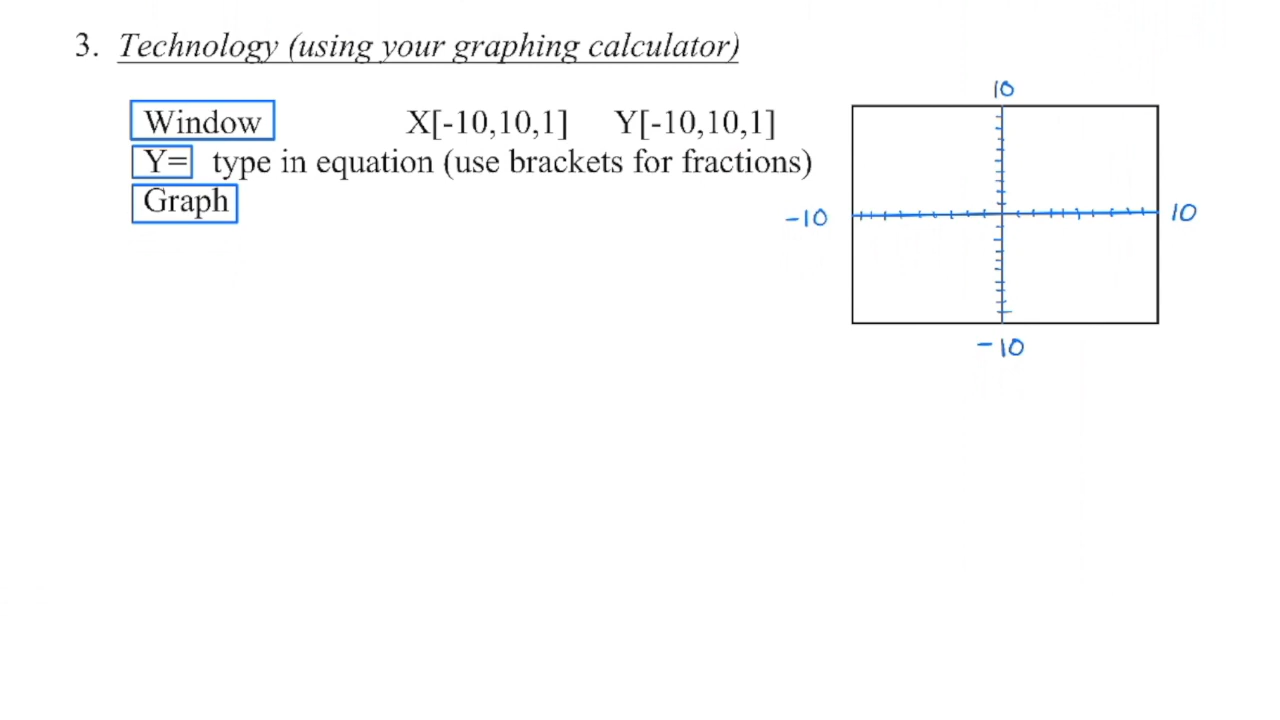 3. Technology (using your graphing calculator)
10
Window X[-10,10,1] Y[-10,10,1]
Y= type in equation (use brackets for fractions)
Graph
-10 10
-10